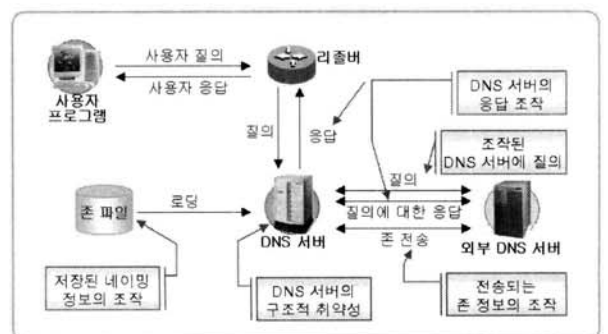 사용자 질의
사용자 응답
사용자
프로그램
리졸버
질의
응답
DNS 서버의
응답 조작
조작된
DNS 서버에 질의
존 파일
로딩
DNS 서버
질의
질의에 대한 응답
존 전송
외부 DNS 서버
저장된 네이밍
정보의 조작
DNS 서버의
구조적 취약성
전송되는
존 정보의 조작